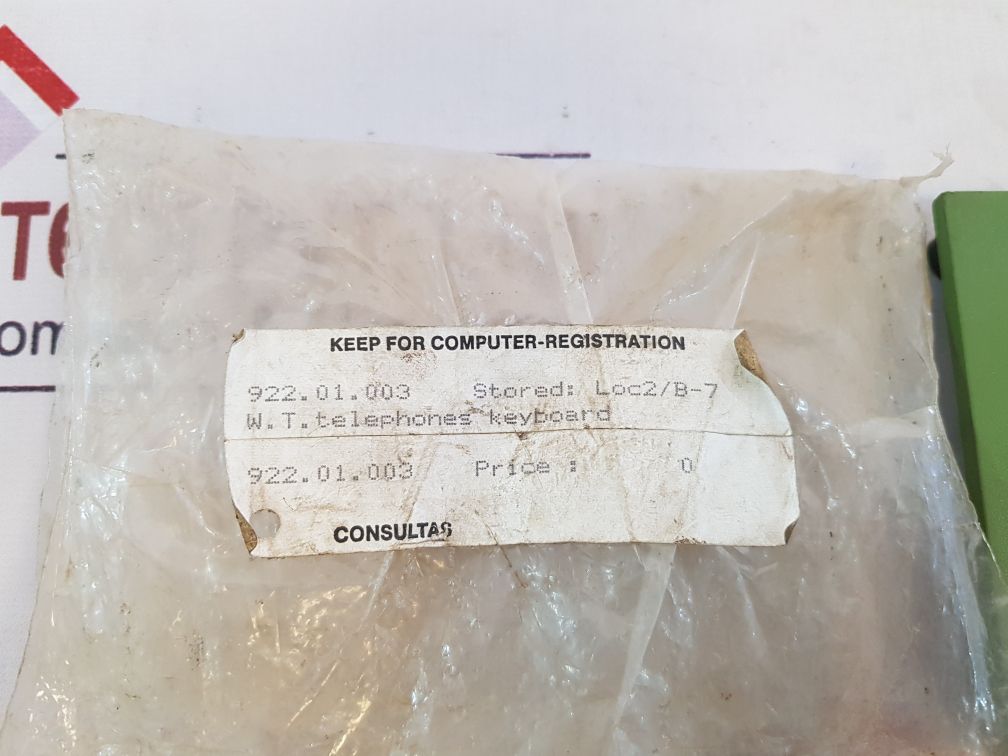 KEEP FOR COMPUTER-REGISTRATION
922.01.003 Stored: Loc2/B-7
W.T.telephones keyboard
922.01.003 Price : 0
CONSULTAS